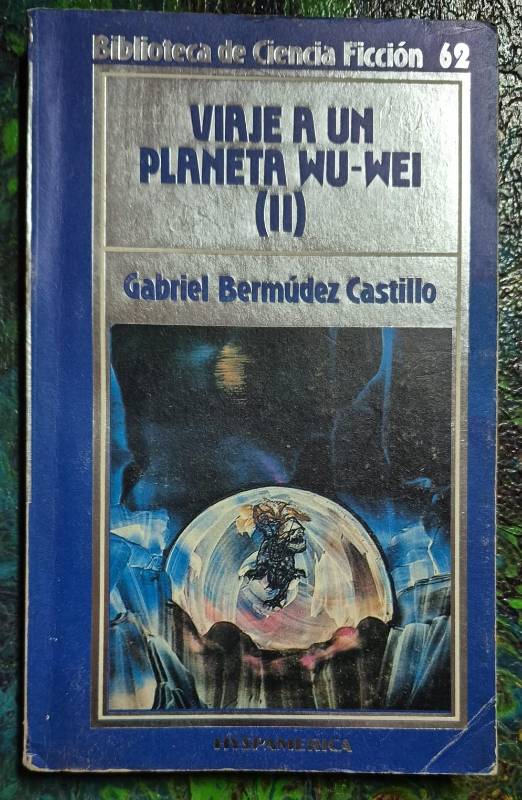 Biblioteca de Ciencia Ficción 62
VIAJE A UN
PLANETA WU-WEI
(II)
Gabriel Bermúdez Castillo
HYSPAMERICA